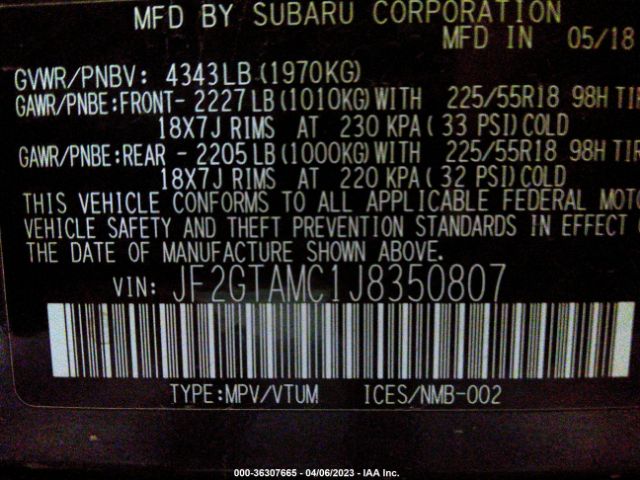 MFD BY SUBARU CORPORATION
MFD IN 05/18
GVWR/PNBV: 4343LB(1970KG)
GAWR/PNBE:FRONT- 2227LB(1010KG)WITH 225/55R18 98H
18X7J RIMS AT 230 KPA( 33 PSI)COLD
GAWR/PNBE:REAR - 2205LB(1000KG)WITH 225/55R18 98H
18X7J RIMS AT 220 KPA( 32 PSI)COLD
THIS VEHICLE CONFORMS TO ALL APPLICABLE FEDERAL
VEHICLE SAFETY AND THEFT PREVENTION STANDARDS IN EFFECT
THE DATE OF MANUFACTURE SHOWN ABOVE.
VIN: JF2GTAMC1J8350807
TYPE:MPV/VTUM ICES/NMB-002
000-36307665 - 04/06/2023 - IAA Inc.